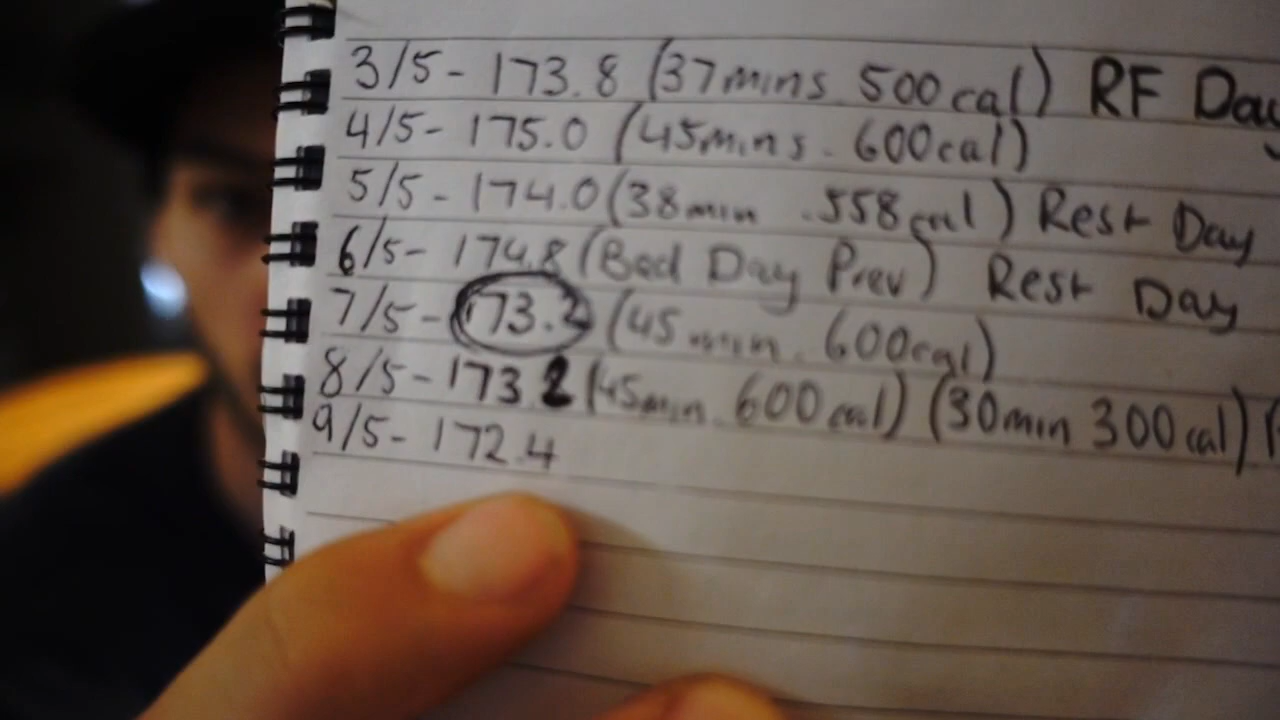 3/5- 173.8 (37mins 500cal) RF Day
4/5- 175.0 (45mins. 600cal)
5/5- 174.0 (38min .558cal) Rest Day
6/5- 174.8 (Bad Day Prev) Rest Day
7/5- 173.2 (45min. 600cal)
8/5- 173.2 (45min. 600cal) (30min 300cal) (
9/5- 172.4